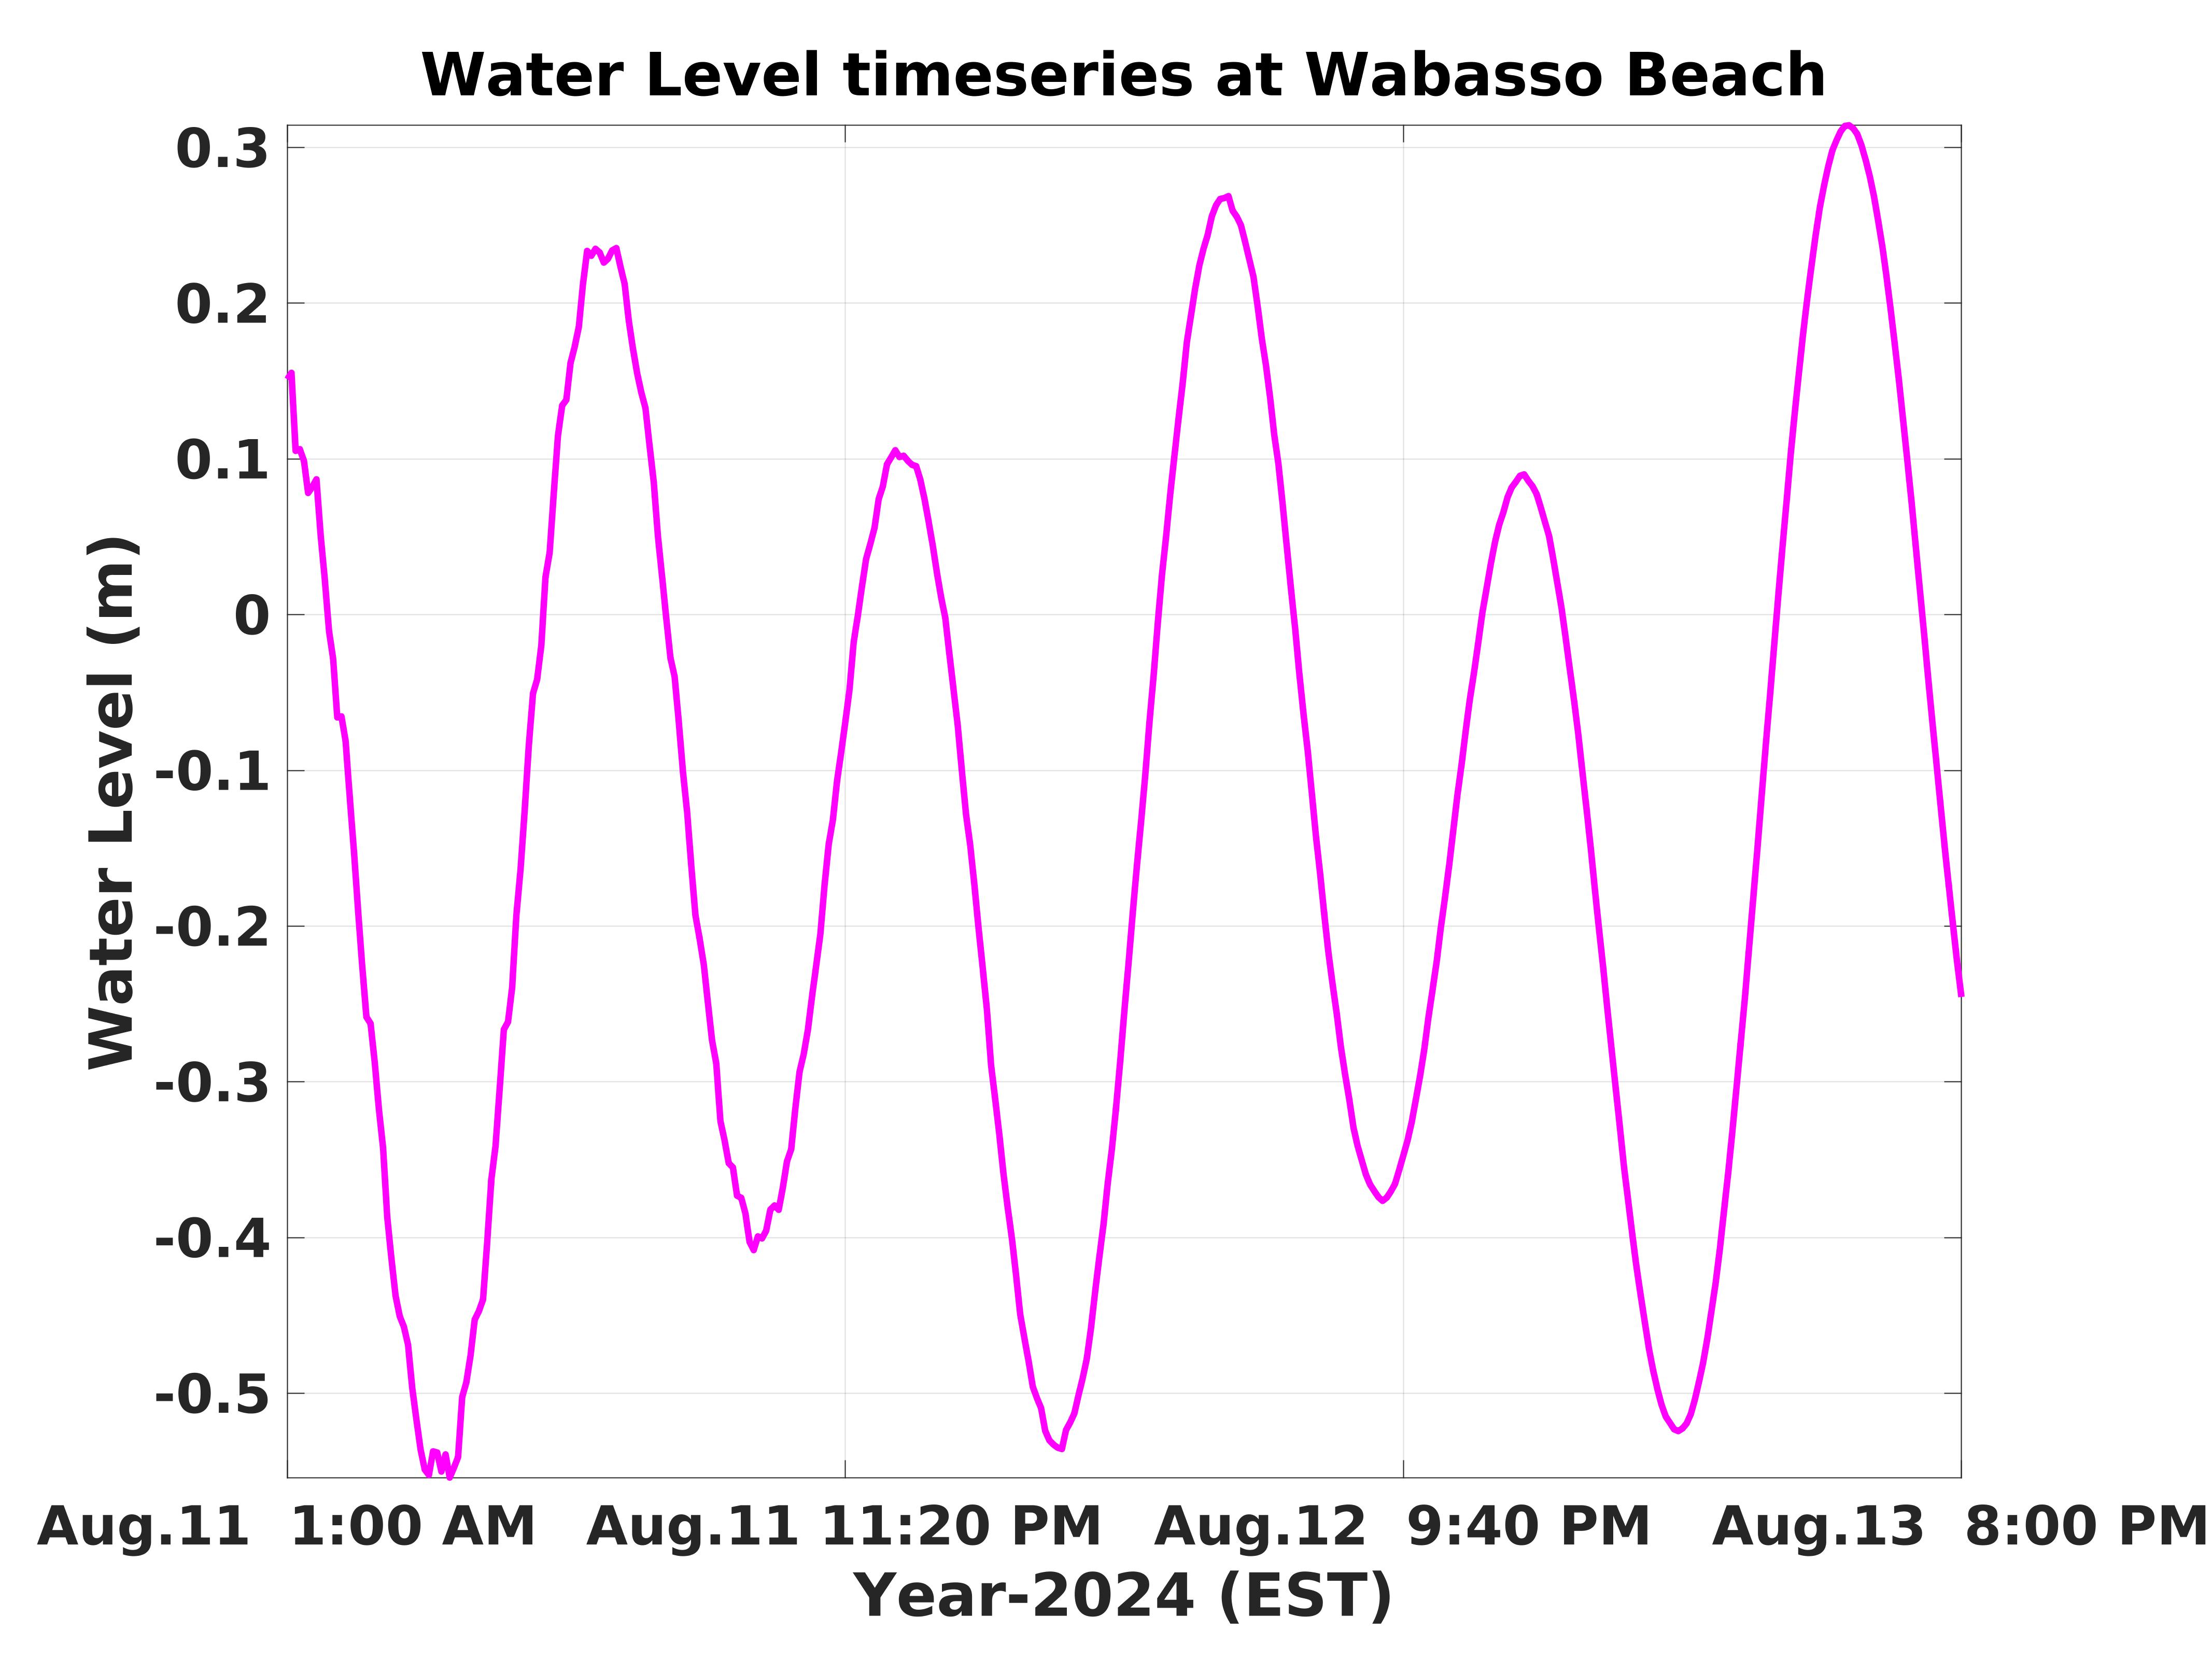 Water Level timeseries at Wabasso Beach
0.3
0.2
0.1
0
-0.1
-0.2
-0.3
-0.4
-0.5
Water Level (m)
Aug.11 1:00 AM Aug.11 11:20 PM Aug.12 9:40 PM Aug.13 8:00 PM
Year-2024 (EST)